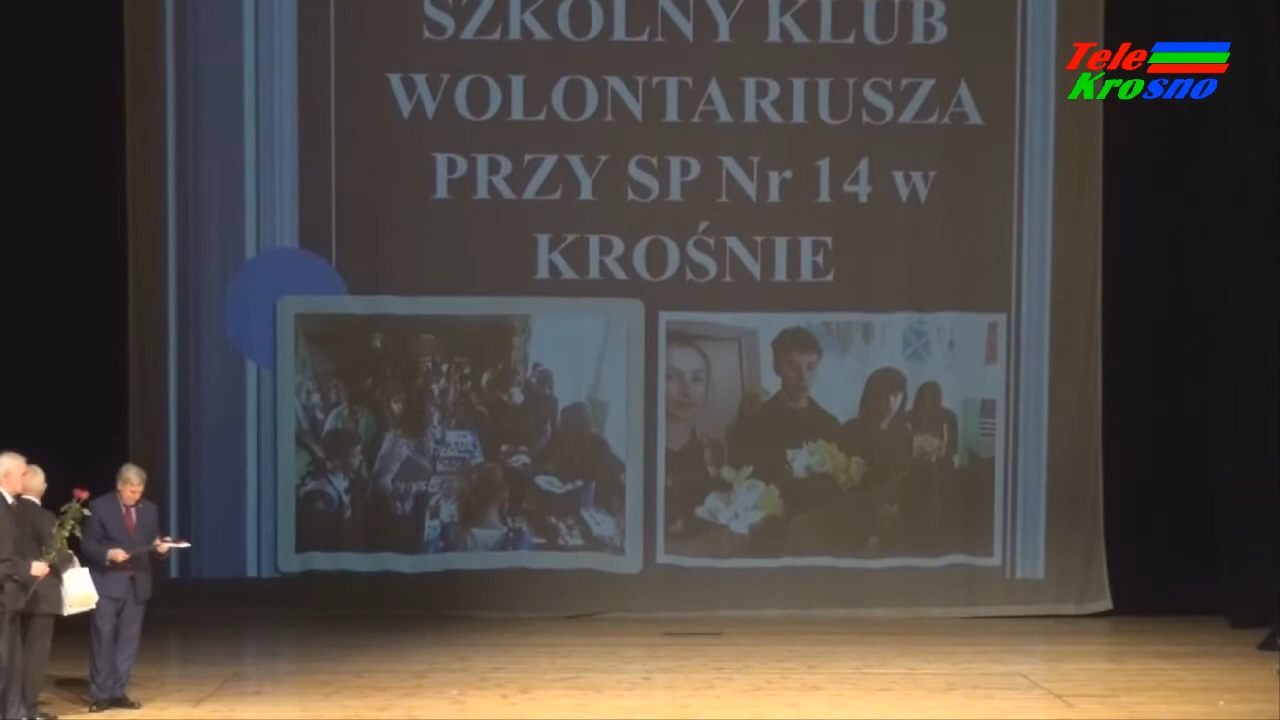 SZKOLNY KLUB
WOLONTARIUSZA
PRZY SP Nr 14 w
KROŚNIE
Tele
Krosno